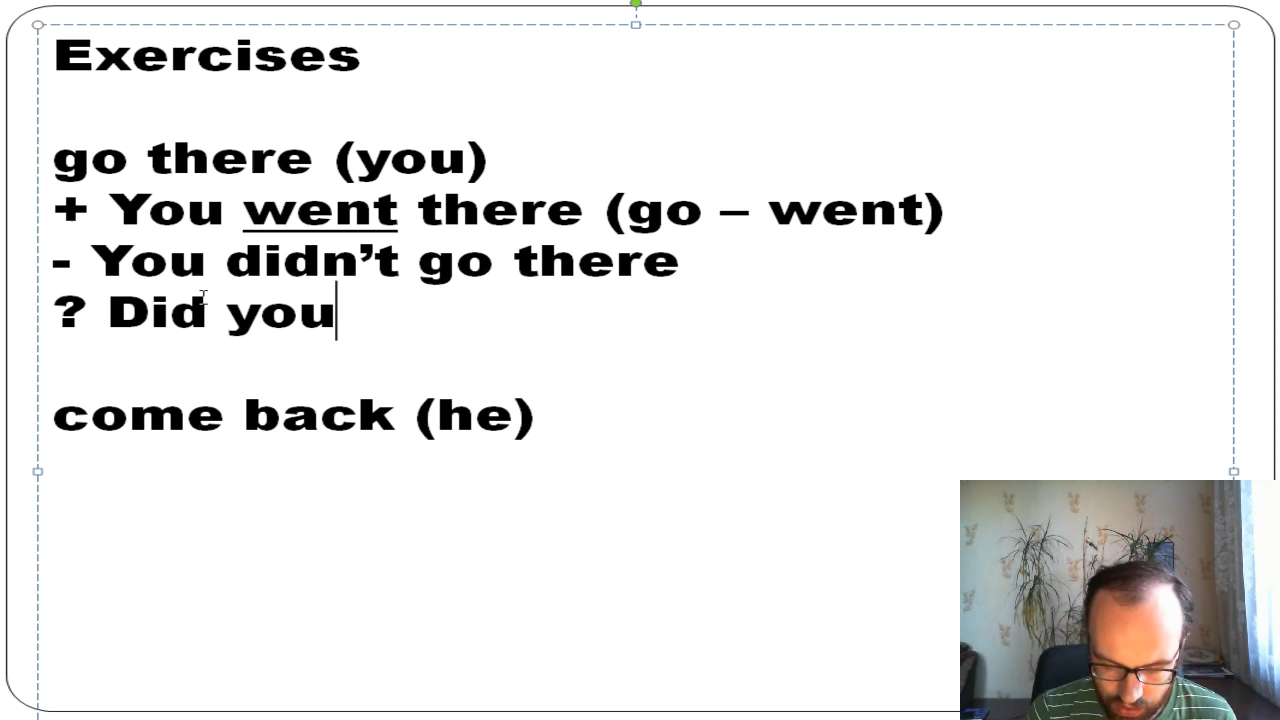 Exercises
go there (you)
+ You went there (go – went)
- You didn’t go there
? Did you
come back (he)